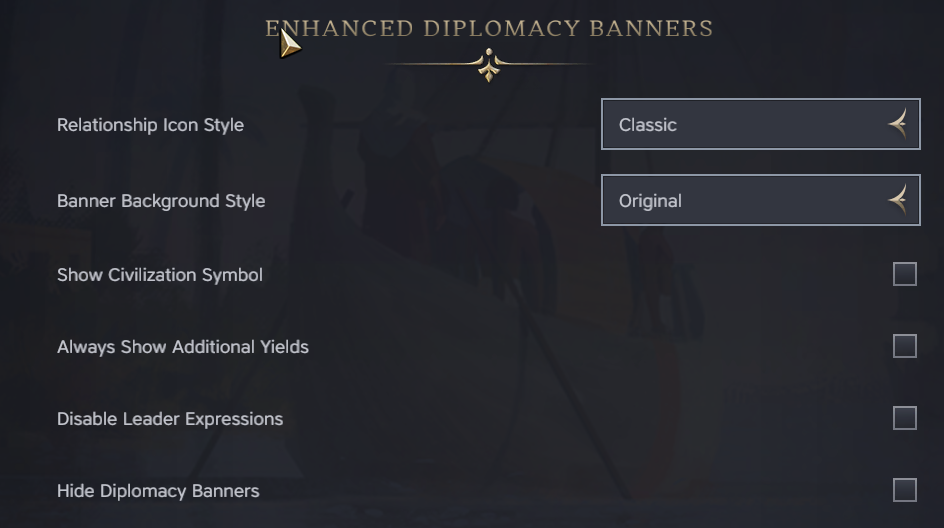 ENHANCED DIPLOMACY BANNERS
Relationship Icon Style
Classic
Banner Background Style
Original
Show Civilization Symbol
Always Show Additional Yields
Disable Leader Expressions
Hide Diplomacy Banners